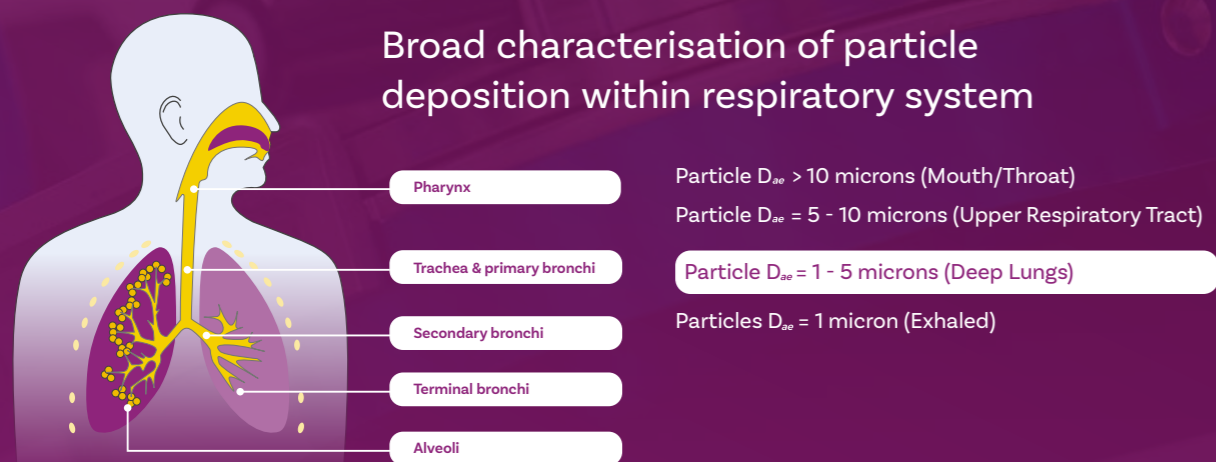 Broad characterisation of particle
deposition within respiratory system
Pharynx
Trachea & primary bronchi
Secondary bronchi
Terminal bronchi
Alveoli
Particle Dae > 10 microns (Mouth/Throat)
Particle Dae = 5 - 10 microns (Upper Respiratory Tract)
Particle Dae = 1 - 5 microns (Deep Lungs)
Particles Dae = 1 micron (Exhaled)